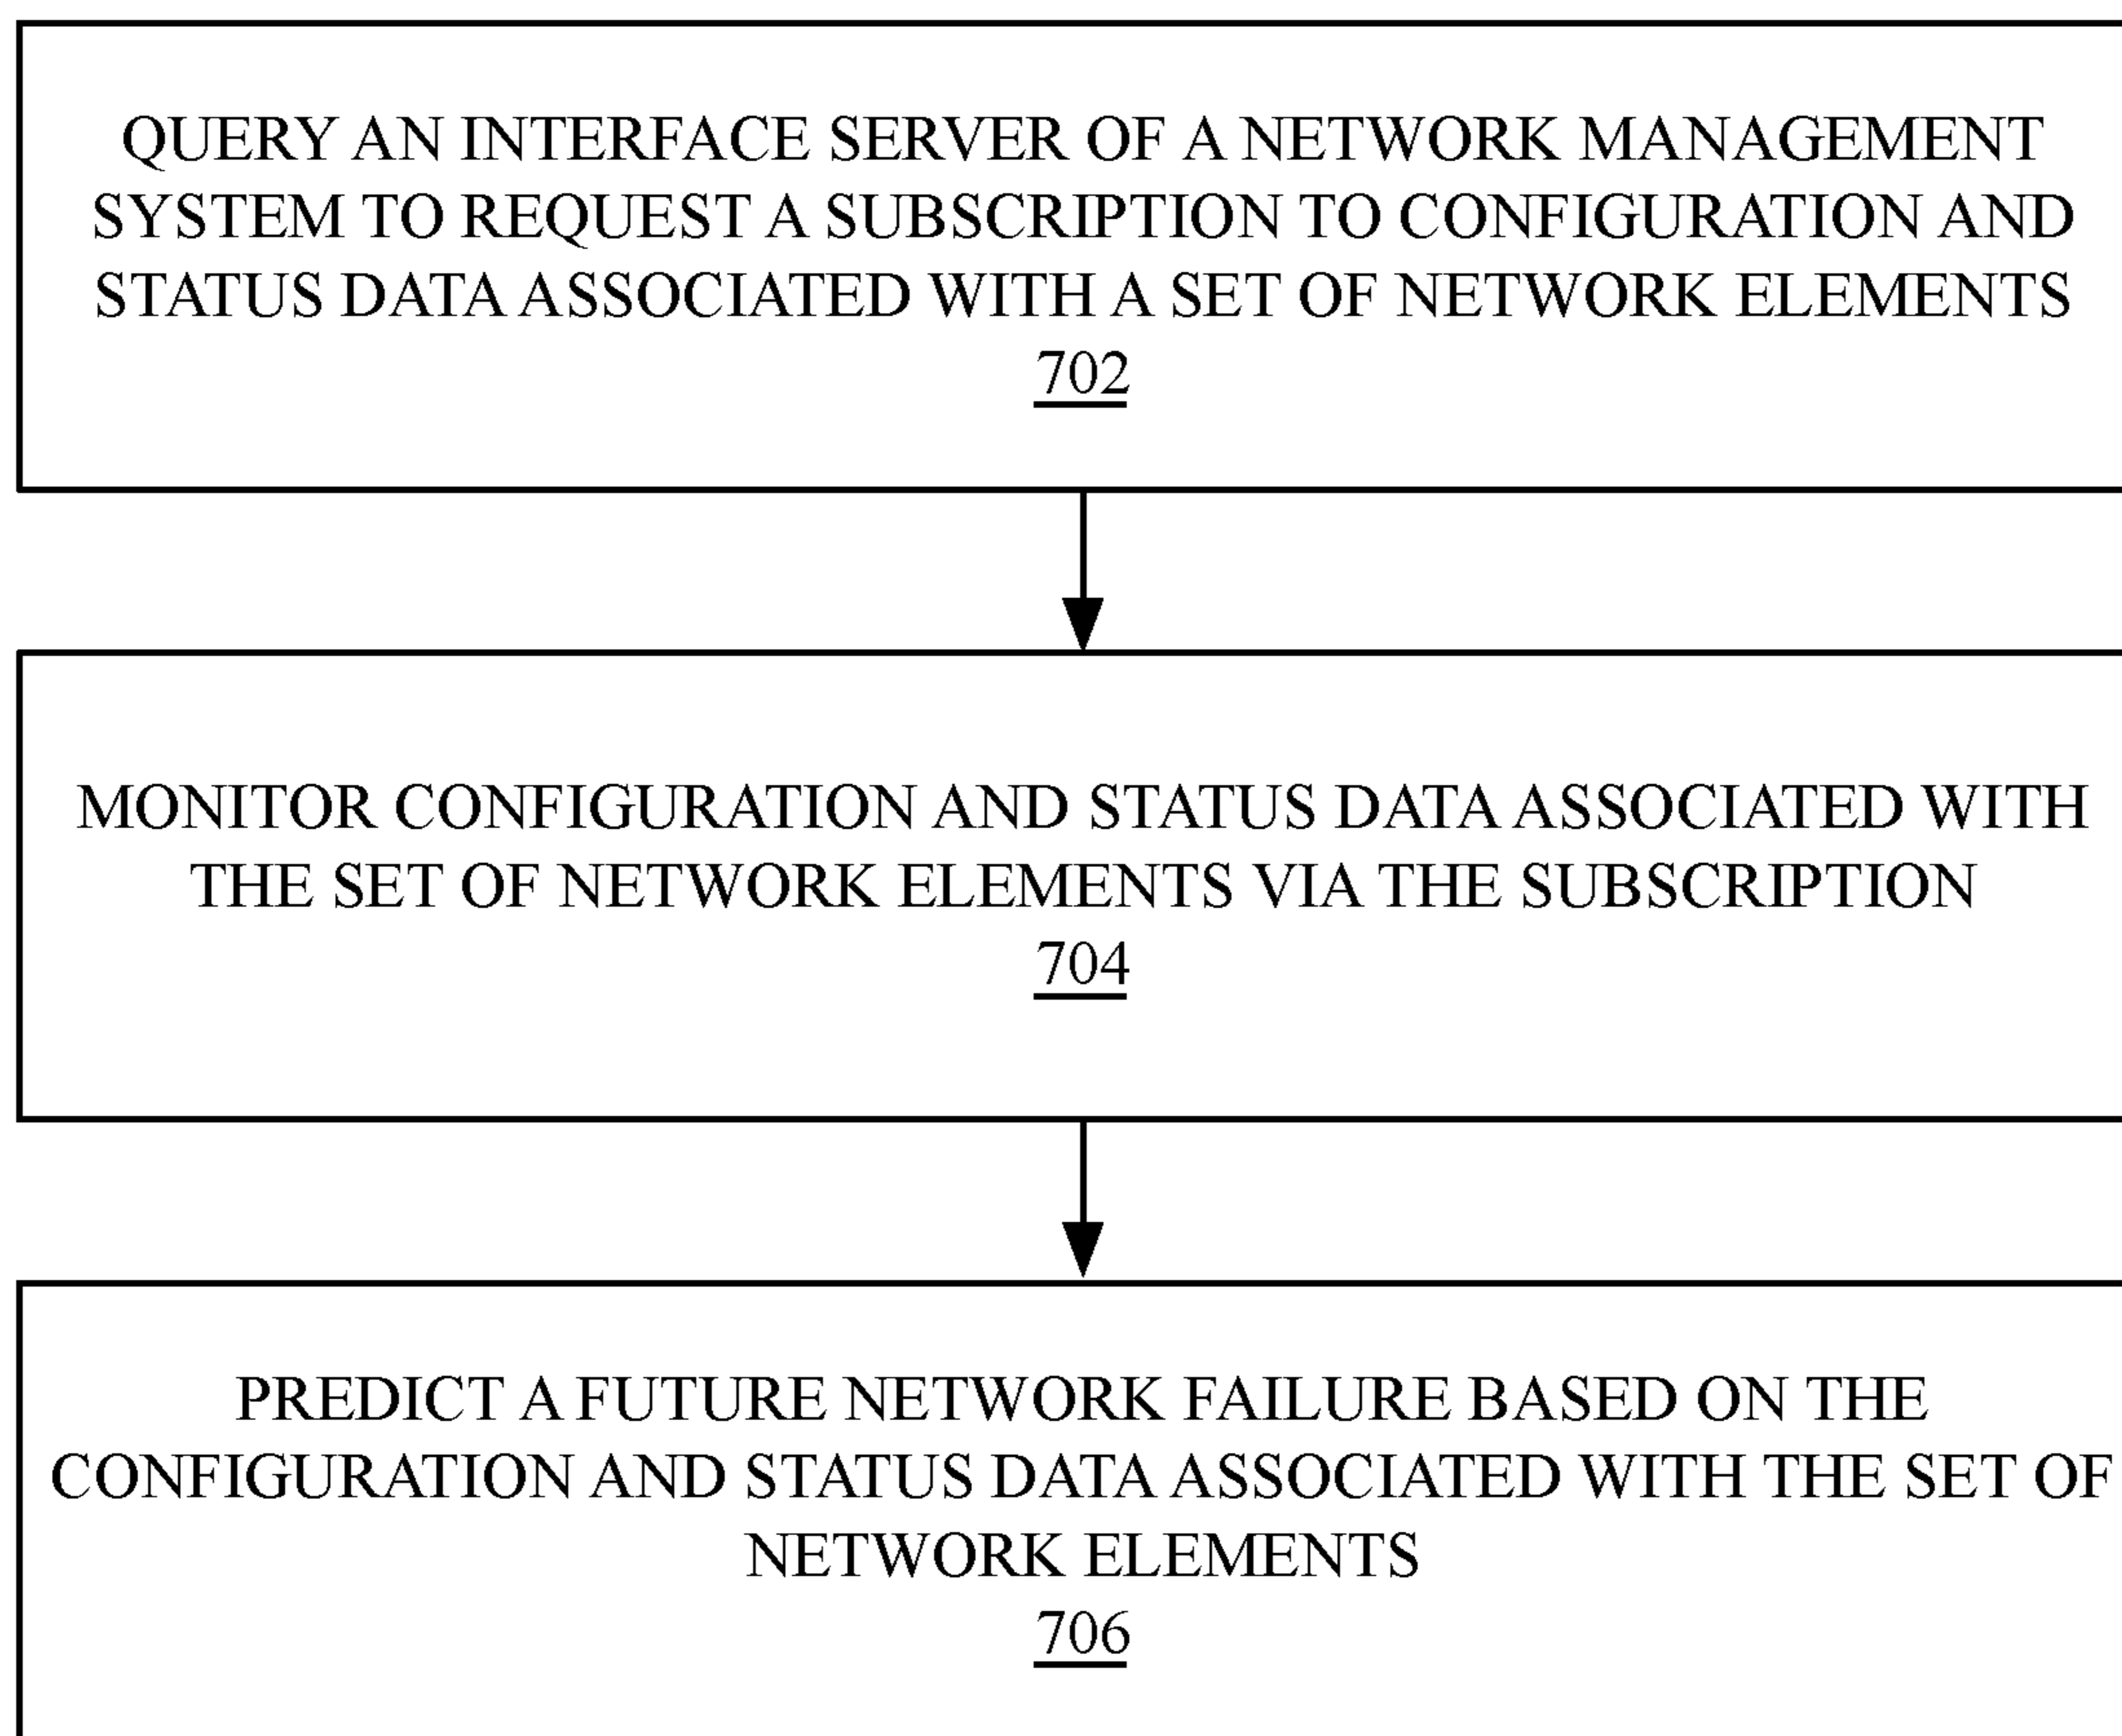 QUERY AN INTERFACE SERVER OF A NETWORK MANAGEMENT
SYSTEM TO REQUEST A SUBSCRIPTION TO CONFIGURATION AND
STATUS DATA ASSOCIATED WITH A SET OF NETWORK ELEMENTS
702
MONITOR CONFIGURATION AND STATUS DATA ASSOCIATED WITH
THE SET OF NETWORK ELEMENTS VIA THE SUBSCRIPTION
704
PREDICT A FUTURE NETWORK FAILURE BASED ON THE
CONFIGURATION AND STATUS DATA ASSOCIATED WITH THE SET OF
NETWORK ELEMENTS
706